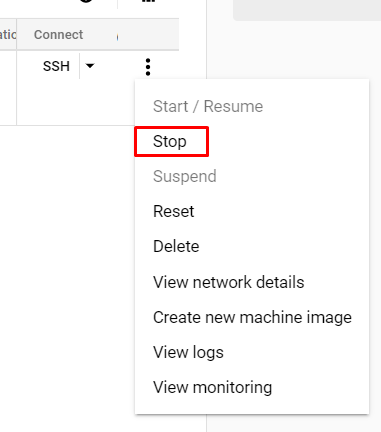 Connect
SSH
Start / Resume
Stop
Suspend
Reset
Delete
View network details
Create new machine image
View logs
View monitoring